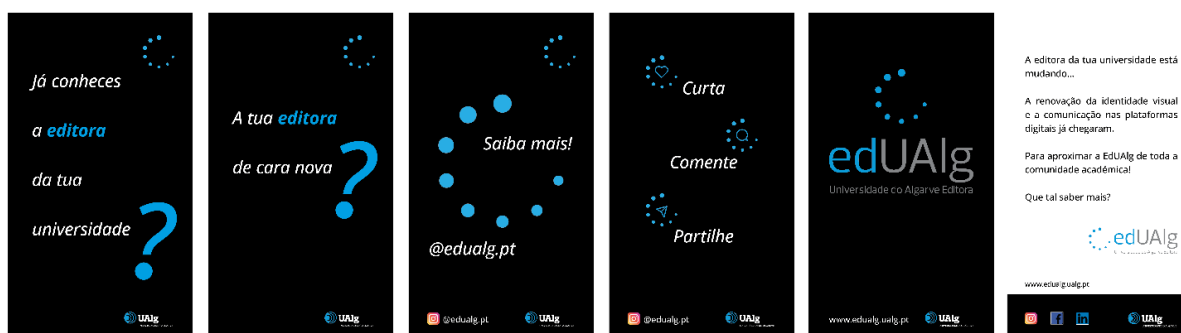 Já conheces
a editora
da tua
universidade
?
UAlg
A tua editora
de cara nova
?
UAlg
Saiba mais!
@edualg.pt
@edualg.pt
UAlg
Curta
Comente
Partilhe
@edualg.pt
UAlg
edUAlg
Universidade do Algarve Editora
www.edualg.ualg.pt
UAlg
A editora da tua universidade está
mudando...
A renovação da identidade visual
e a comunicação nas plataformas
digitais já chegaram.
Para aproximar a EdUAlg de toda a
comunidade acadêmica!
Que tal saber mais?
edUAlg
www.edualg.ualg.pt
UAlg